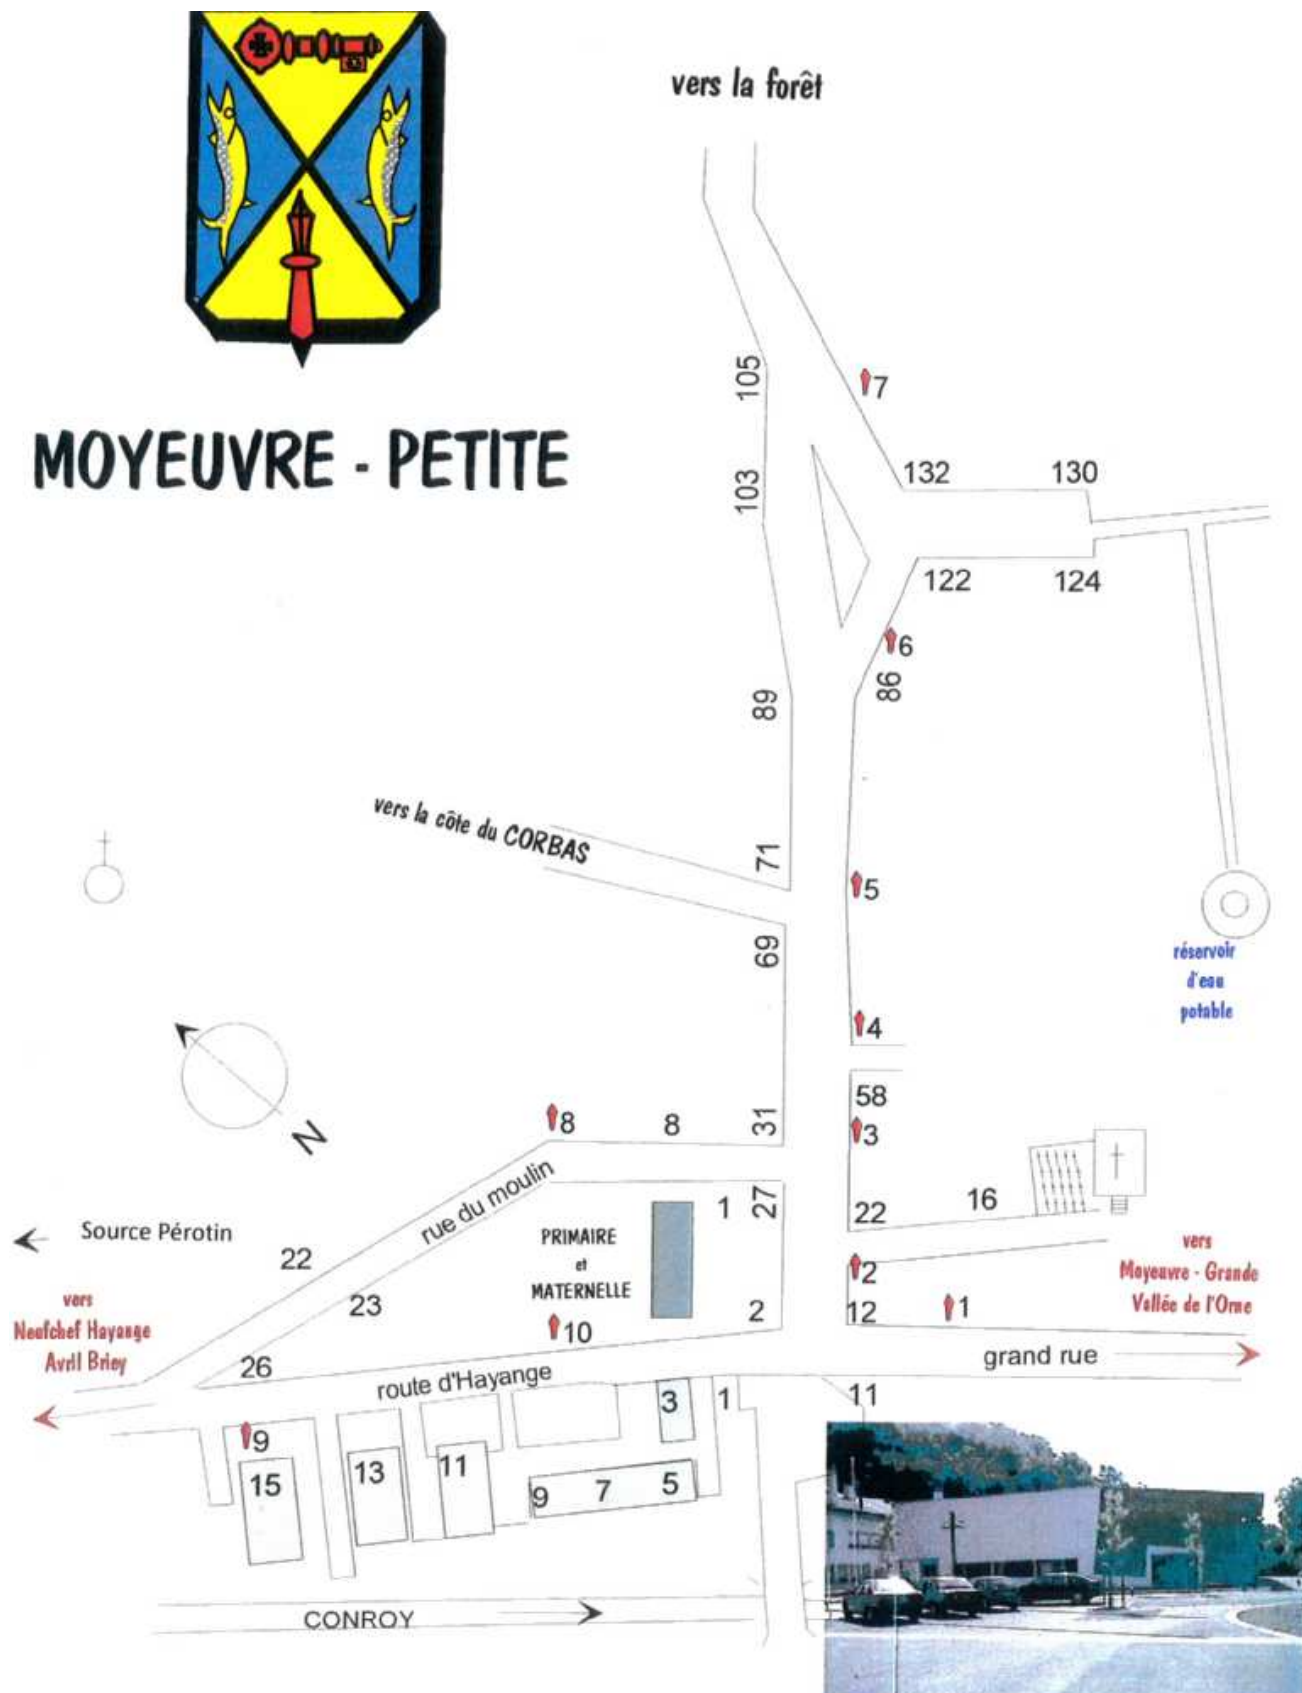 vers la forêt
MOYEUVRE - PETITE
105
7
103
132
130
122
124
6
86
89
vers la côte du CORBAS
71
5
69
réservoir
d'eau
potable
4
58
8
8
31
3
N
rue du moulin
1
27
22
16
Source Pérotin
22
PRIMAIRE
et
MATERNELLE
2
vers
Moyeuvre - Grande
Vallée de l'Orne
vers
Neufchef Hayange
Avril Briey
23
10
2
12
1
26
route d'Hayange
grand rue
3
1
11
9
15
13
11
9
7
5
CONROY